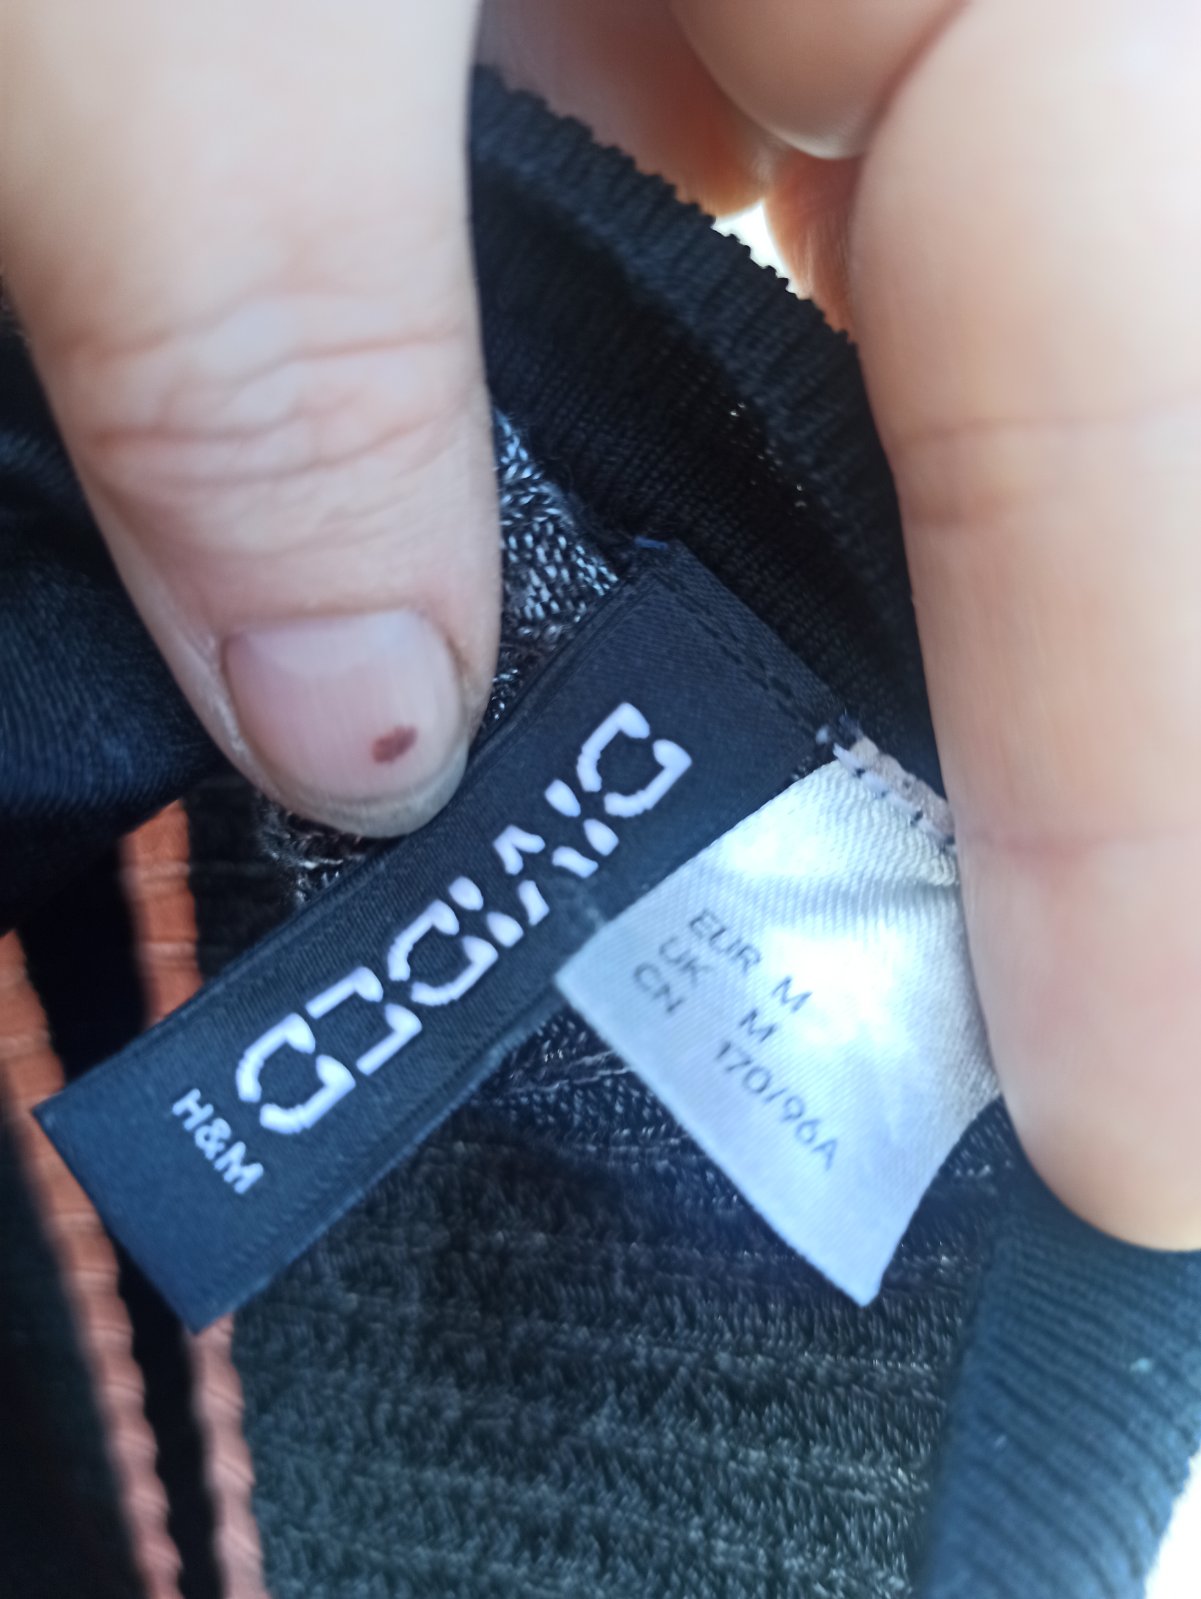 DIVIDED
H&M
EUR M
UK M
CN 170/96A